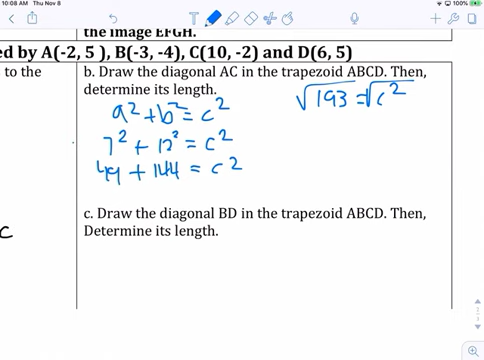 10:08 AM Thu Nov 8
the image EFGH.
ed by A(-2, 5 ), B(-3, -4), C(10, -2) and D(6, 5)
to the
b. Draw the diagonal AC in the trapezoid ABCD. Then,
determine its length.
a² + b² = c²
7² + 12² = c²
49 + 144 = c²
√193 = √c²
c
c. Draw the diagonal BD in the trapezoid ABCD. Then,
Determine its length.